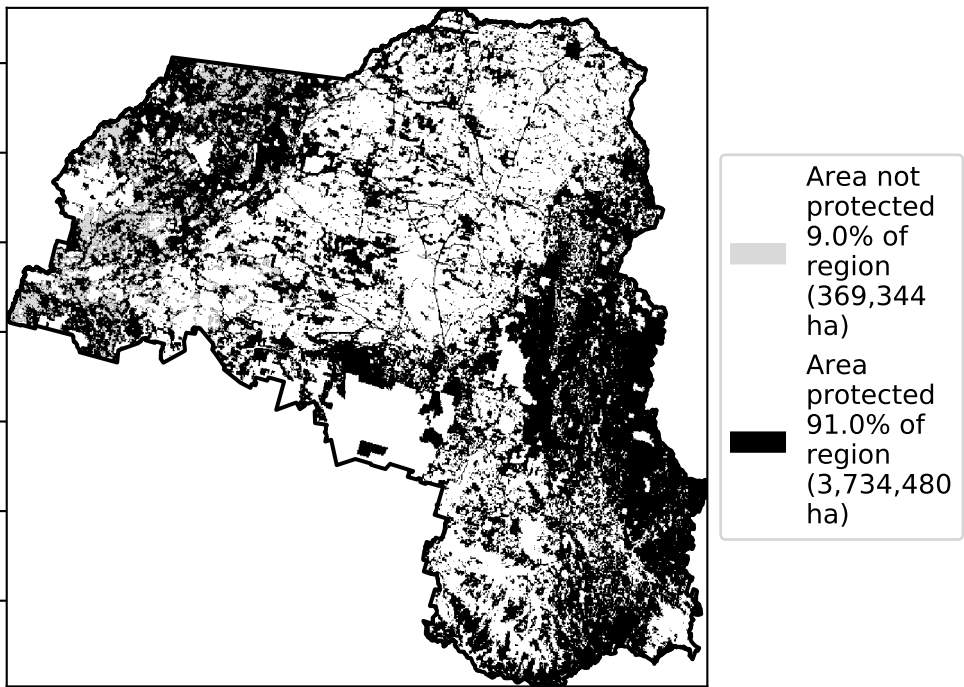 Area not
protected
9.0% of
region
(369,344
ha)
Area
protected
91.0% of
region
(3,734,480
ha)